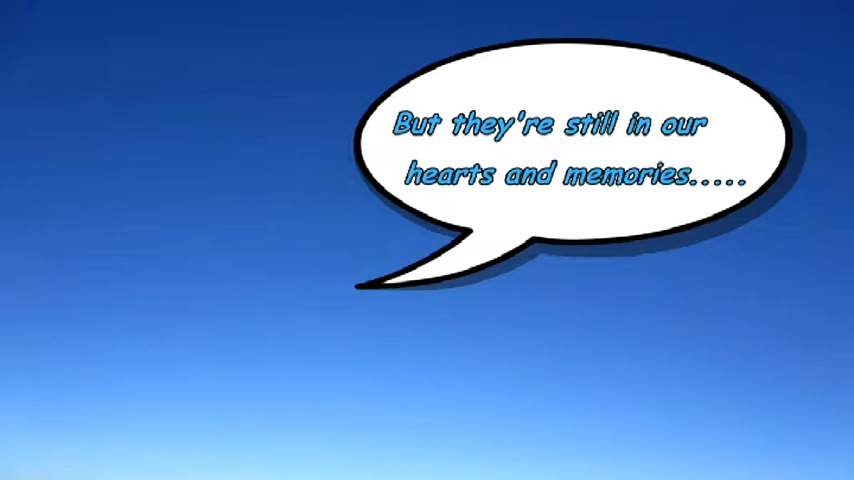 But they're still in our
hearts and memories.....